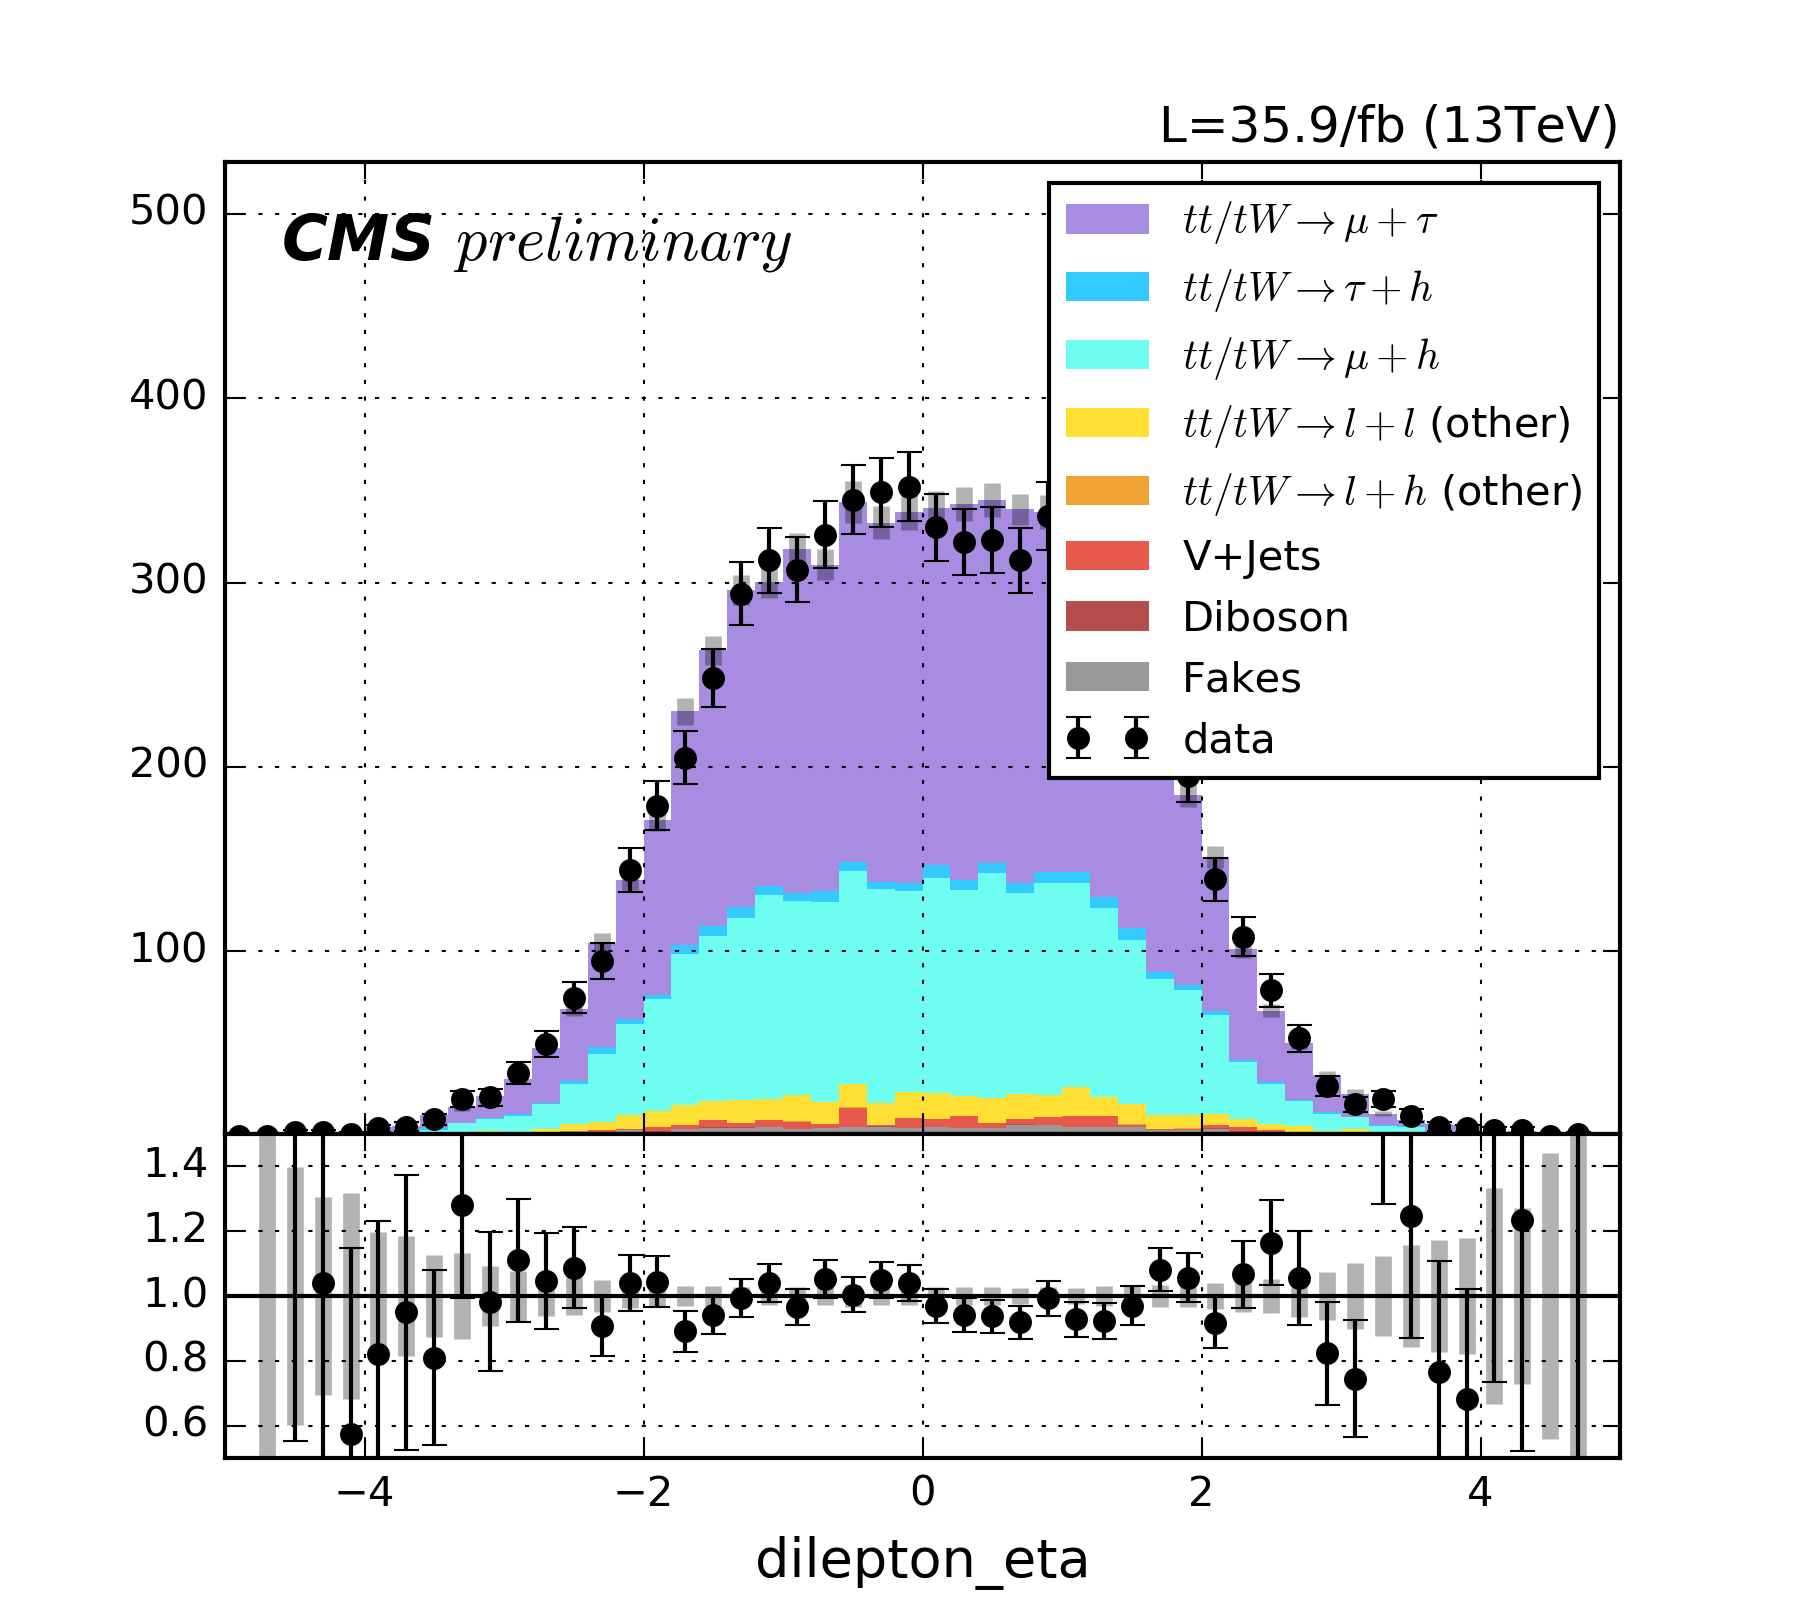 L=35.9/fb (13TeV)
CMS preliminary
500
400
300
200
100
tt/tW→μ+τ
tt/tW→τ+h
tt/tW→μ+h
tt/tW→l+l (other)
tt/tW→l+h (other)
V+Jets
Diboson
Fakes
data
1.4
1.2
1.0
0.8
0.6
−4 −2 0 2 4
dilepton_eta